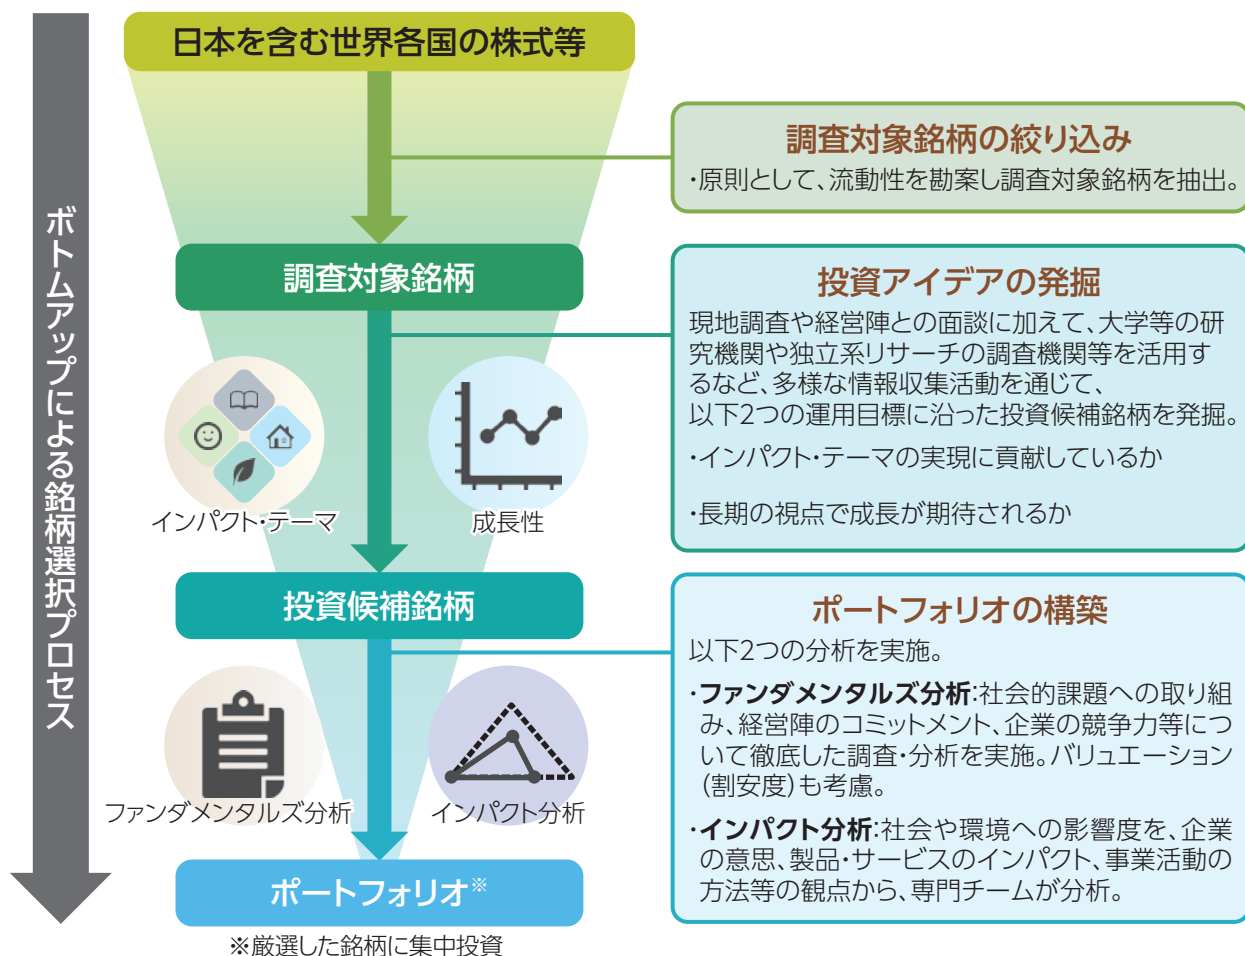 日本を含む世界各国の株式等
ボトムアップによる銘柄選択プロセス
調査対象銘柄の絞り込み
・原則として、流動性を勘案し調査対象銘柄を抽出。
調査対象銘柄
投資アイデアの発掘
現地調査や経営陣との面談に加えて、大学等の研
究機関や独立系リサーチの調査機関等を活用す
るなど、多様な情報収集活動を通じて、
以下2つの運用目標に沿った投資候補銘柄を発掘。
・インパクト・テーマの実現に貢献しているか
・長期の視点で成長が期待されるか
インパクト・テーマ
成長性
投資候補銘柄
ポートフォリオの構築
以下2つの分析を実施。
・ファンダメンタルズ分析:社会的課題への取り組
み、経営陣のコミットメント、企業の競争力等につ
いて徹底した調査・分析を実施。バリュエーション
(割安度)も考慮。
・インパクト分析:社会や環境への影響度を、企業
の意思、製品・サービスのインパクト、事業活動の
方法等の観点から、専門チームが分析。
ファンダメンタルズ分析
インパクト分析
ポートフォリオ※
※厳選した銘柄に集中投資